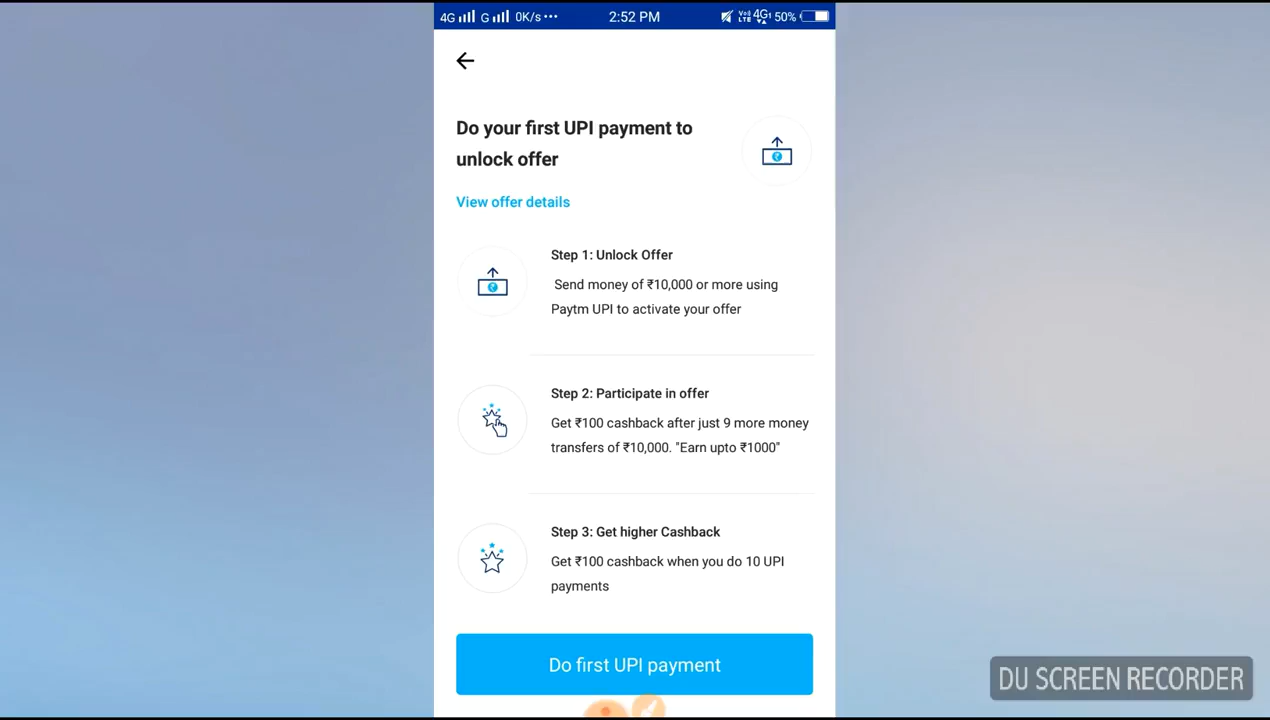 4G G 0K/s ... 2:52 PM VoLTE 4G 50%
Do your first UPI payment to
unlock offer
View offer details
Step 1: Unlock Offer
Send money of ₹10,000 or more using
Paytm UPI to activate your offer
Step 2: Participate in offer
Get ₹100 cashback after just 9 more money
transfers of ₹10,000. "Earn upto ₹1000"
Step 3: Get higher Cashback
Get ₹100 cashback when you do 10 UPI
payments
Do first UPI payment
DU SCREEN RECORDER